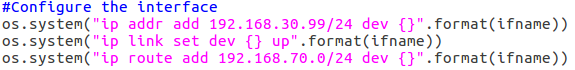 #Configure the interface
os.system("ip addr add 192.168.30.99/24 dev {}".format(ifname))
os.system("ip link set dev {} up".format(ifname))
os.system("ip route add 192.168.70.0/24 dev {}".format(ifname))